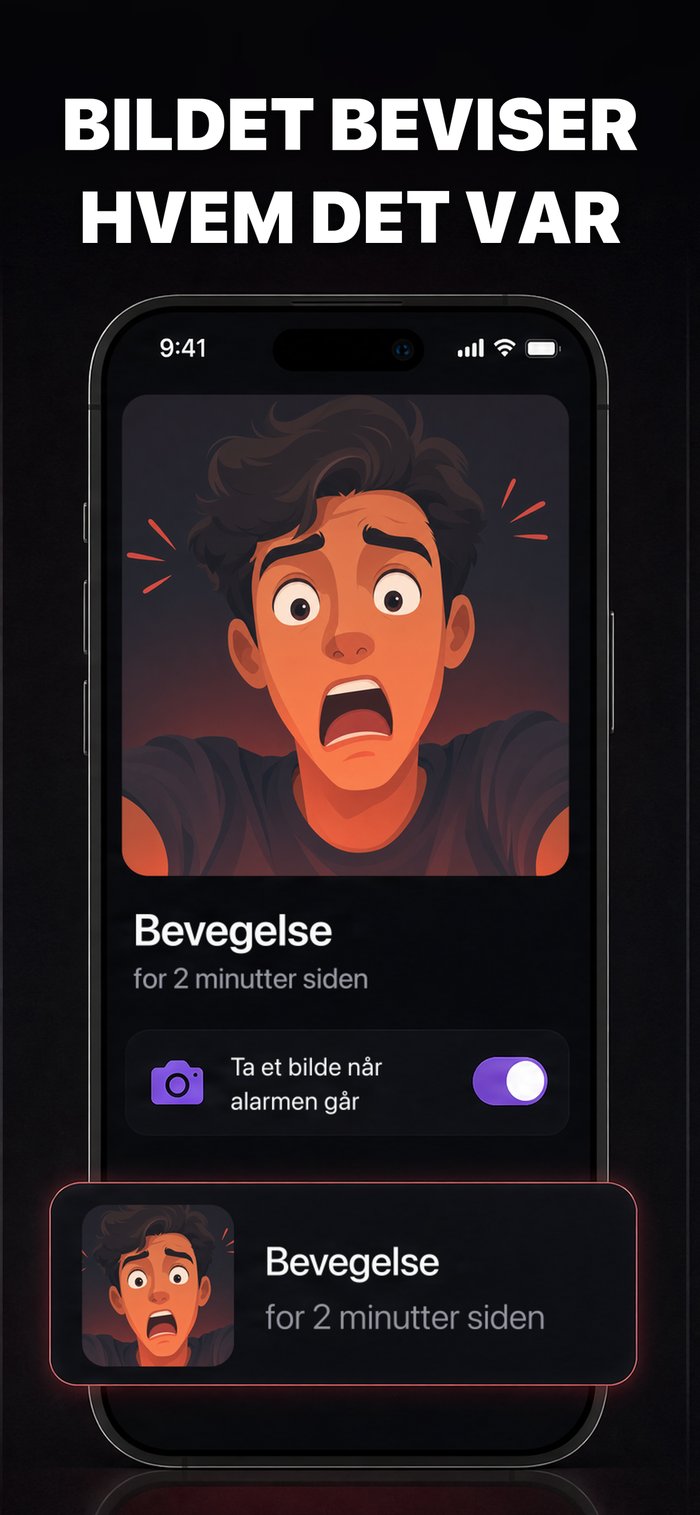 BILDET BEVISER
HVEM DET VAR
9:41
Bevegelse
for 2 minutter siden
Ta et bilde når
alarmen går
Bevegelse
for 2 minutter siden